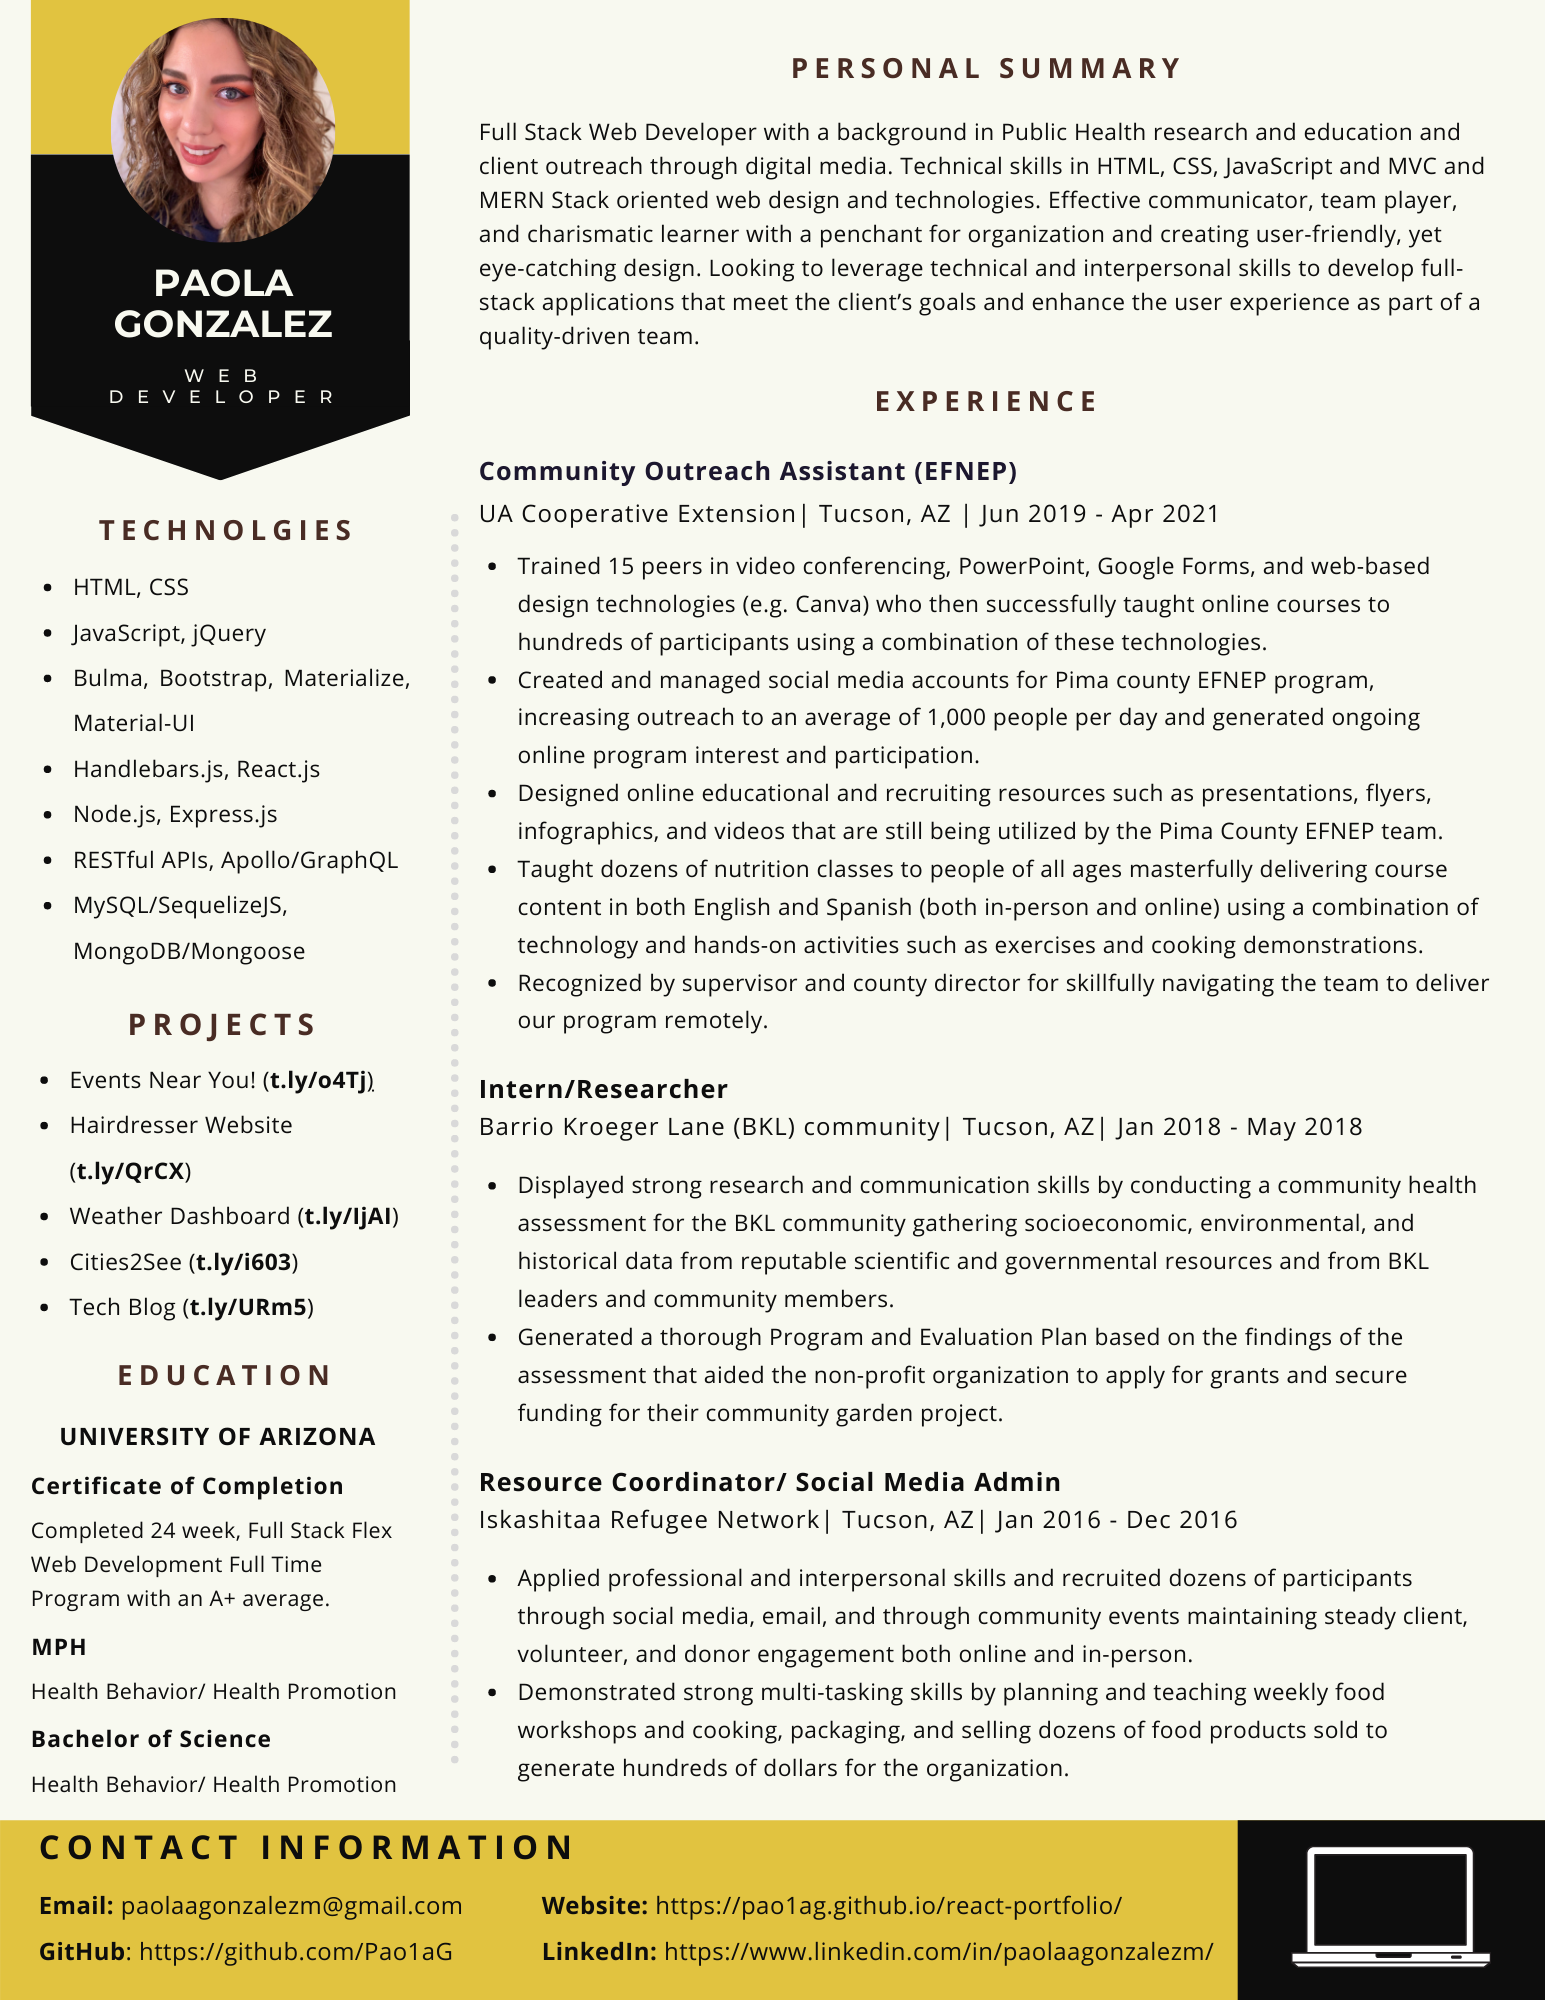 PAOLA
GONZALEZ
WEB
DEVELOPER
TECHNOLGIES
• HTML, CSS
• JavaScript, jQuery
• Bulma, Bootstrap, Materialize,
Material-UI
• Handlebars.js, React.js
• Node.js, Express.js
• RESTful APIs, Apollo/GraphQL
• MySQL/SequelizeJS,
MongoDB/Mongoose
PROJECTS
• Events Near You! (t.ly/o4Tj)
• Hairdresser Website
(t.ly/QrCX)
• Weather Dashboard (t.ly/IjAI)
• Cities2See (t.ly/i603)
• Tech Blog (t.ly/URm5)
EDUCATION
UNIVERSITY OF ARIZONA
Certificate of Completion
Completed 24 week, Full Stack Flex
Web Development Full Time
Program with an A+ average.
MPH
Health Behavior/ Health Promotion
Bachelor of Science
Health Behavior/ Health Promotion
PERSONAL SUMMARY
Full Stack Web Developer with a background in Public Health research and education and
client outreach through digital media. Technical skills in HTML, CSS, JavaScript and MVC and
MERN Stack oriented web design and technologies. Effective communicator, team player,
and charismatic learner with a penchant for organization and creating user-friendly, yet
eye-catching design. Looking to leverage technical and interpersonal skills to develop full-
stack applications that meet the client’s goals and enhance the user experience as part of a
quality-driven team.
EXPERIENCE
Community Outreach Assistant (EFNEP)
UA Cooperative Extension| Tucson, AZ | Jun 2019 - Apr 2021
• Trained 15 peers in video conferencing, PowerPoint, Google Forms, and web-based
design technologies (e.g. Canva) who then successfully taught online courses to
hundreds of participants using a combination of these technologies.
• Created and managed social media accounts for Pima county EFNEP program,
increasing outreach to an average of 1,000 people per day and generated ongoing
online program interest and participation.
• Designed online educational and recruiting resources such as presentations, flyers,
infographics, and videos that are still being utilized by the Pima County EFNEP team.
• Taught dozens of nutrition classes to people of all ages masterfully delivering course
content in both English and Spanish (both in-person and online) using a combination of
technology and hands-on activities such as exercises and cooking demonstrations.
• Recognized by supervisor and county director for skillfully navigating the team to deliver
our program remotely.
Intern/Researcher
Barrio Kroeger Lane (BKL) community| Tucson, AZ| Jan 2018 - May 2018
• Displayed strong research and communication skills by conducting a community health
assessment for the BKL community gathering socioeconomic, environmental, and
historical data from reputable scientific and governmental resources and from BKL
leaders and community members.
• Generated a thorough Program and Evaluation Plan based on the findings of the
assessment that aided the non-profit organization to apply for grants and secure
funding for their community garden project.
Resource Coordinator/ Social Media Admin
Iskashitaa Refugee Network| Tucson, AZ| Jan 2016 - Dec 2016
• Applied professional and interpersonal skills and recruited dozens of participants
through social media, email, and through community events maintaining steady client,
volunteer, and donor engagement both online and in-person.
• Demonstrated strong multi-tasking skills by planning and teaching weekly food
workshops and cooking, packaging, and selling dozens of food products sold to
generate hundreds of dollars for the organization.
CONTACT INFORMATION
Email: paolaagonzalezm@gmail.com
Website: https://pao1ag.github.io/react-portfolio/
GitHub: https://github.com/Pao1aG
LinkedIn: https://www.linkedin.com/in/paolaagonzalezm/